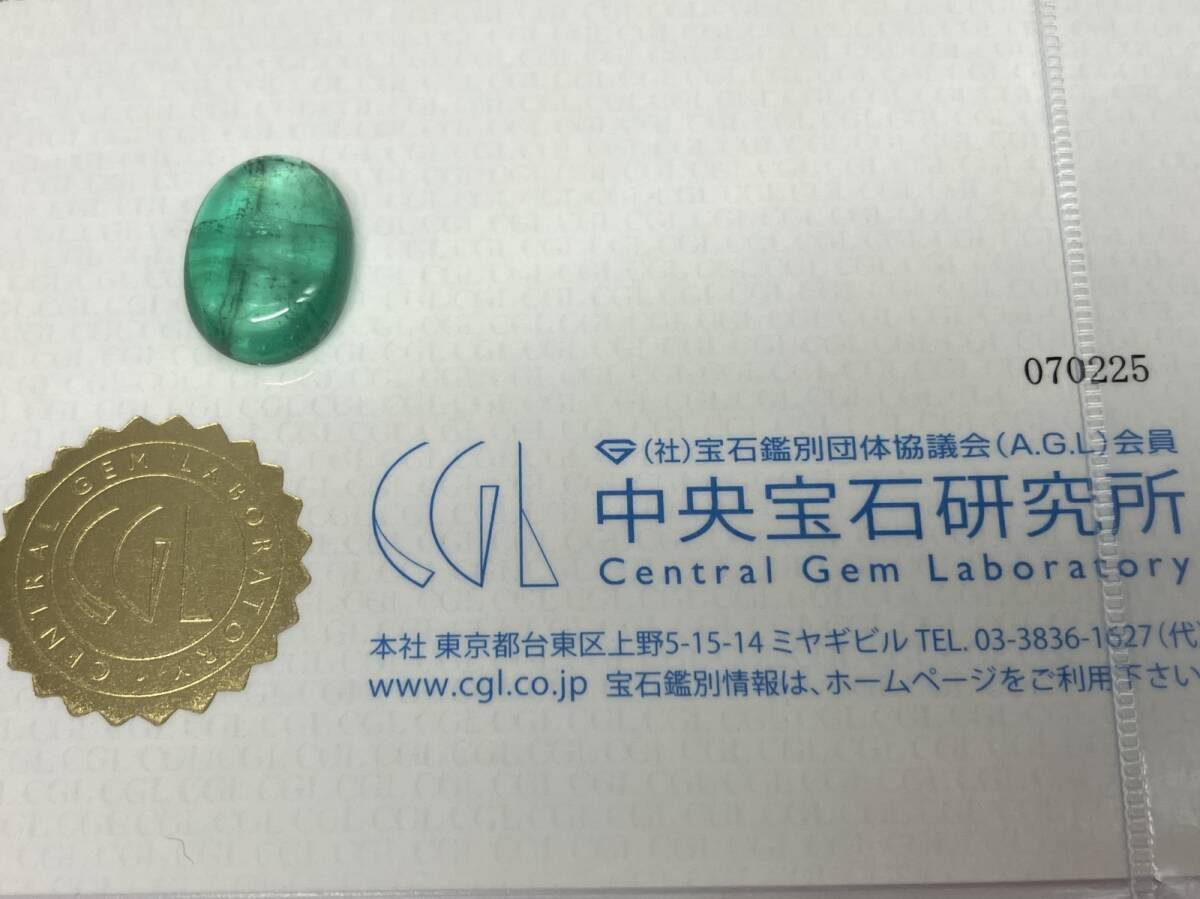 070225
CENTRAL GEM LABORATORY
CGL
CGL
(社)宝石鑑別団体協議会(A.G.L)会員
中央宝石研究所
Central Gem Laboratory
本社 東京都台東区上野5-15-14 ミヤギビル TEL. 03-3836-1627(代)
www.cgl.co.jp 宝石鑑別情報は、ホームページをご利用下さい